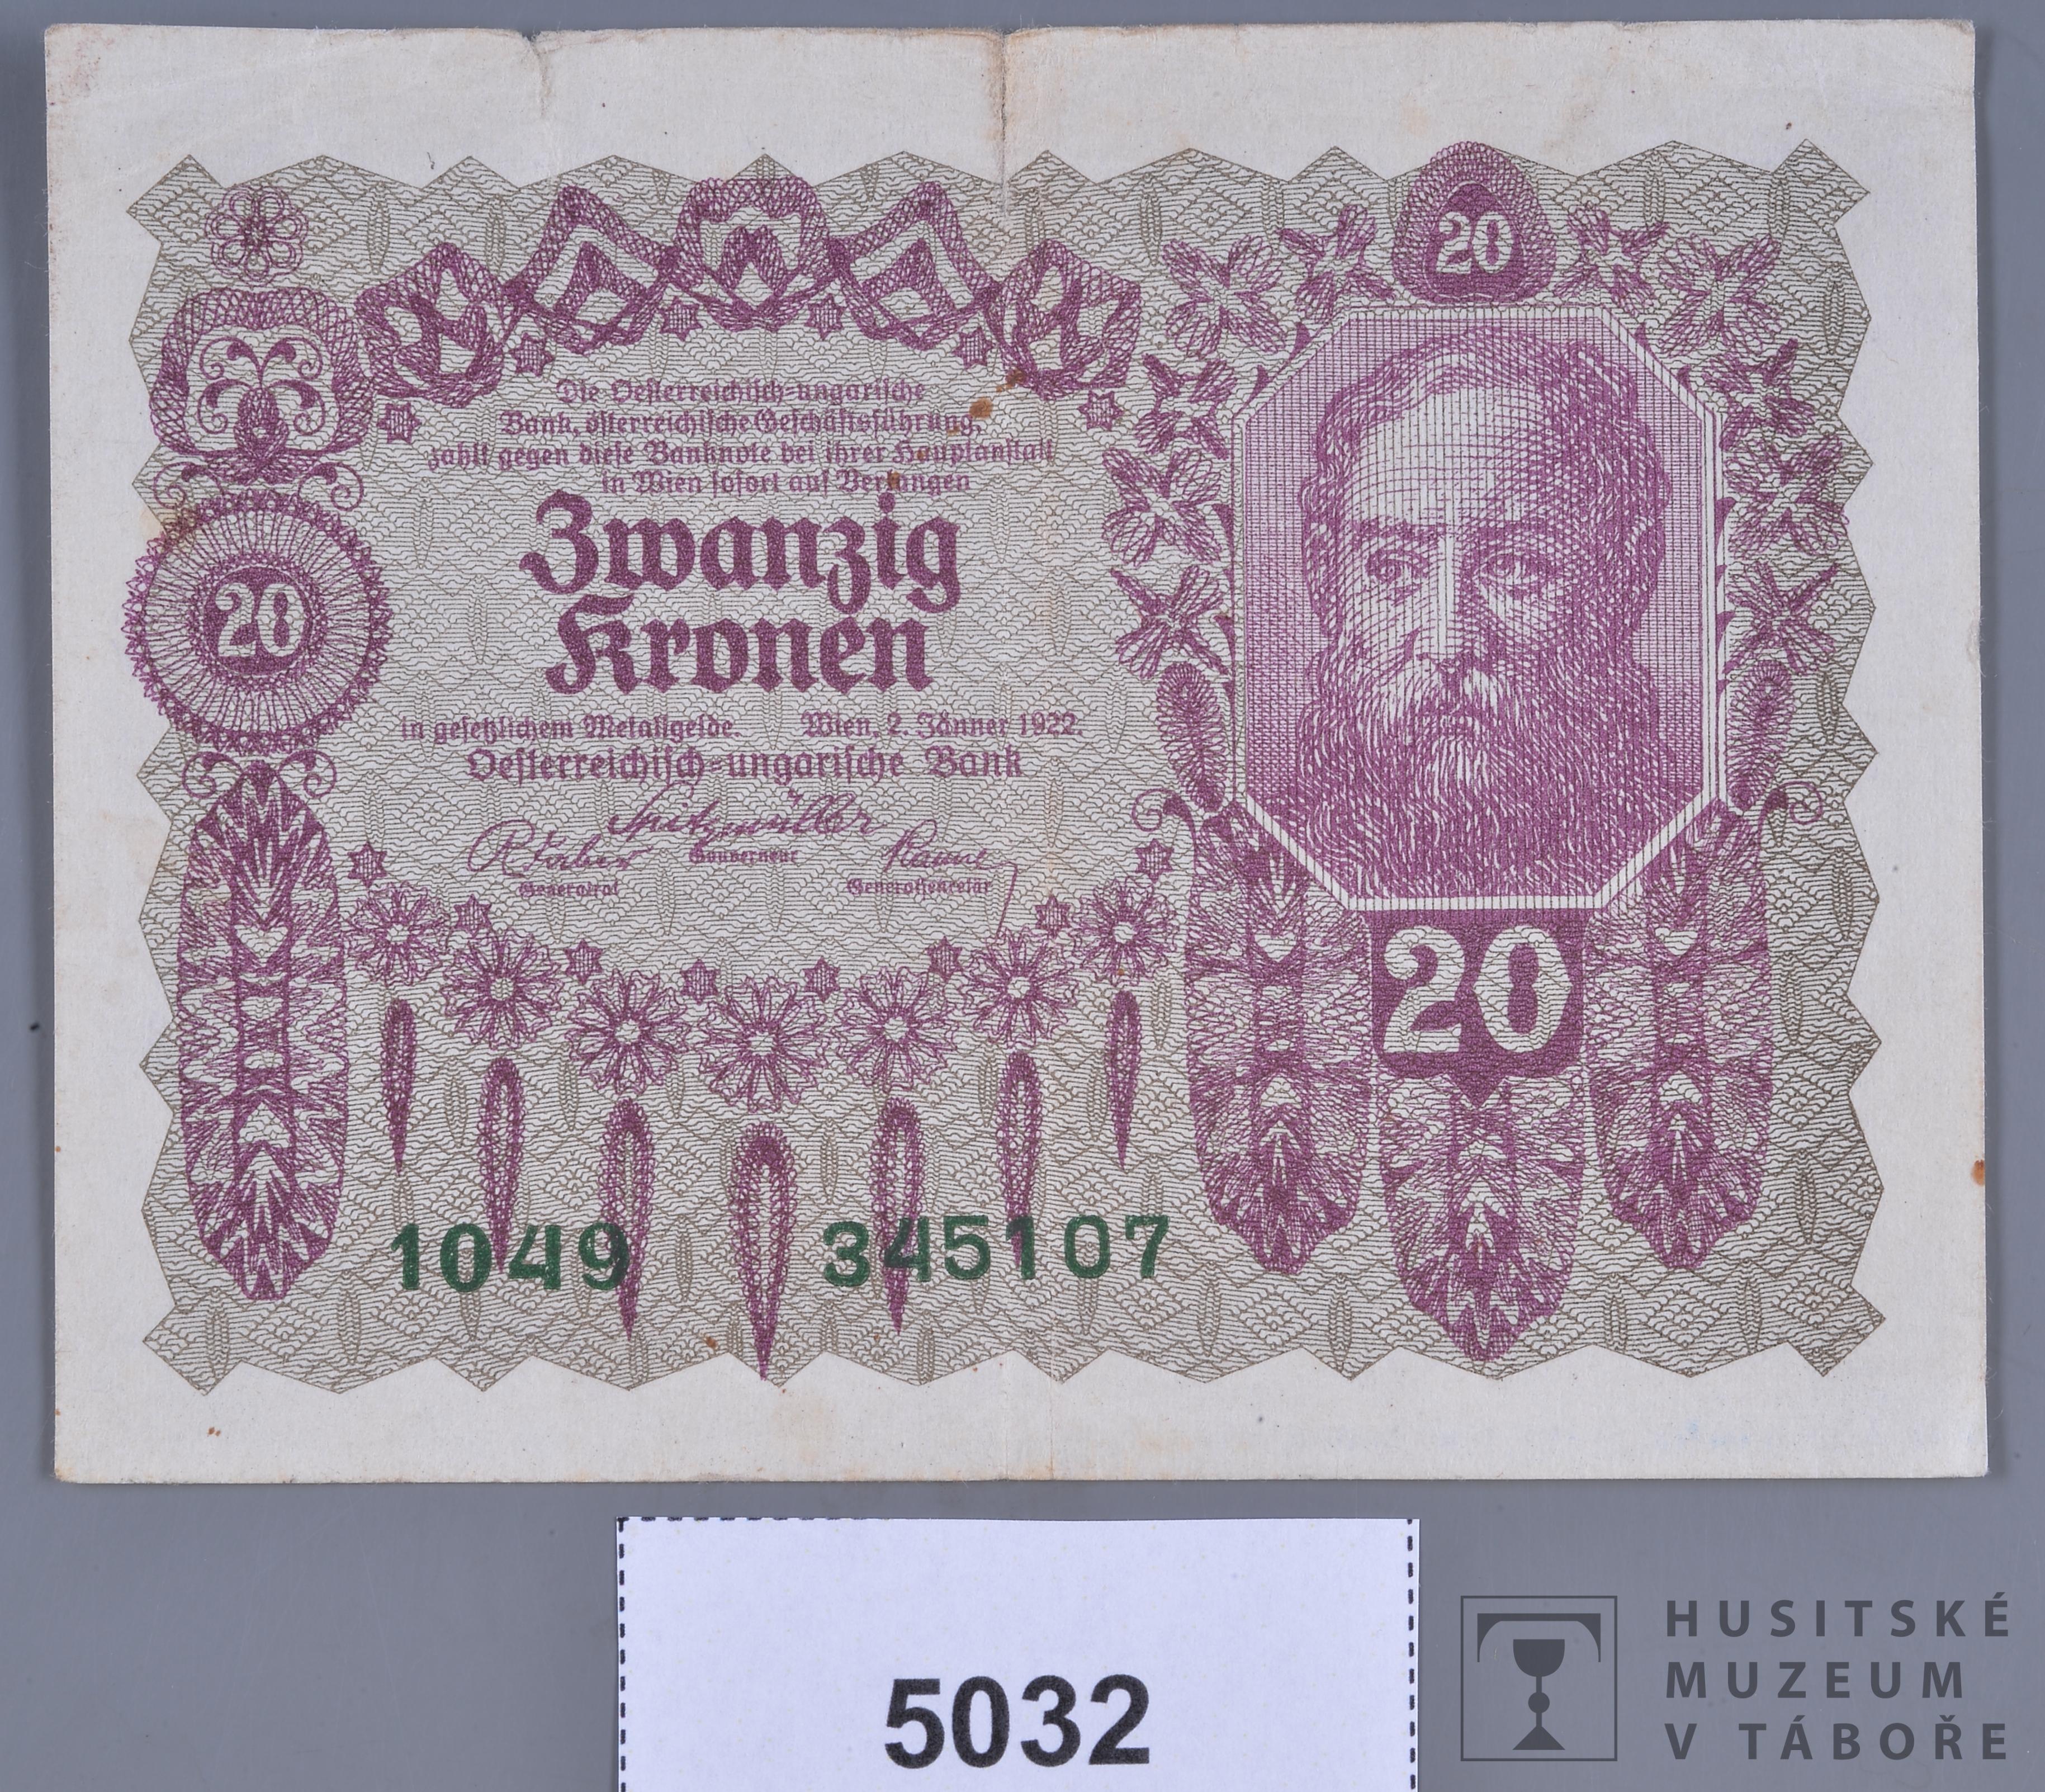 20
Die Oesterreichisch-ungarische
Bank, österreichische Geschäftsführung,
zahlt gegen diese Banknote bei ihrer Hauptanstalt
in Wien sofort auf Verlangen
Zwanzig
Kronen
20
in gesetzlichem Metallgelde. Wien, 2. Jänner 1922.
Oesterreichisch-ungarische Bank
Spitzmüller
Gouverneur
Generalrat
Generalsekretär
20
1049 345107
5032
HUSITSKÉ
MUZEUM
V TÁBOŘE